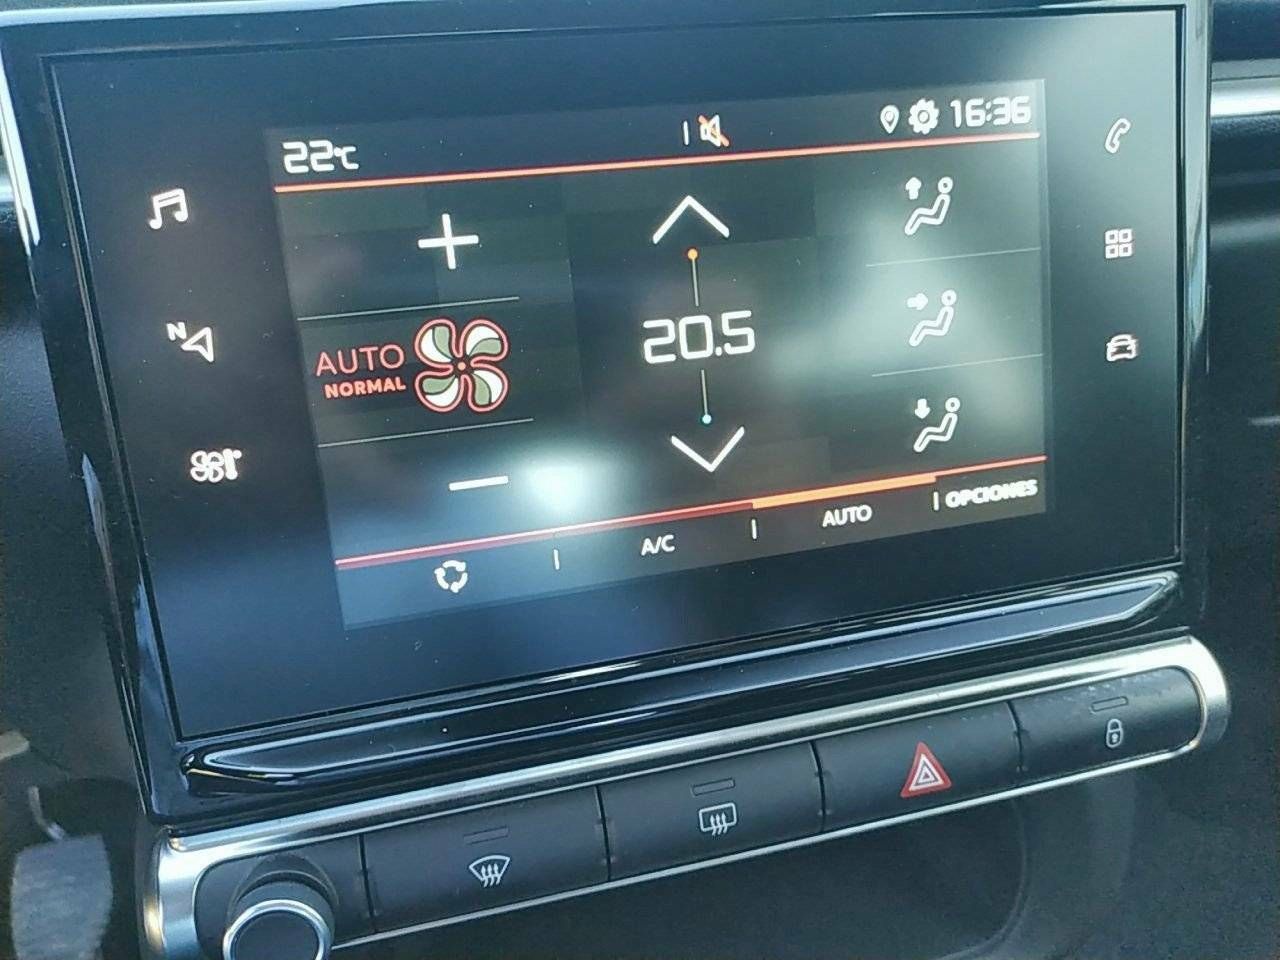 22°C
16:36
AUTO
NORMAL
20.5
N
A/C
AUTO
OPCIONES